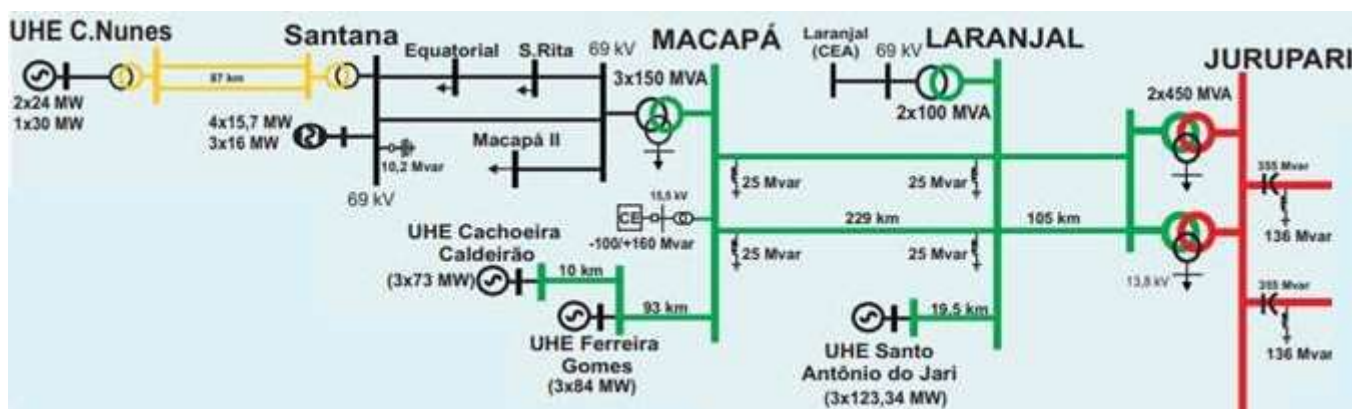 UHE C.Nunes
87 km
2x24 MW
1x30 MW
Santana
4x15,7 MW
3x16 MW
10,2 Mvar
69 kV
Equatorial
S.Rita
69 kV
Macapá II
MACAPÁ
3x150 MVA
15,5 kV
CE
-100/+160 Mvar
UHE Cachoeira
Caldeirão
(3x73 MW)
10 km
93 km
UHE Ferreira
Gomes
(3x84 MW)
25 Mvar
25 Mvar
229 km
25 Mvar
25 Mvar
Laranjal
(CEA)
69 kV
LARANJAL
2x100 MVA
105 km
19.5 km
UHE Santo
Antônio do Jari
(3x123,34 MW)
JURUPARI
2x450 MVA
13,8 kV
355 Mvar
136 Mvar
355 Mvar
136 Mvar